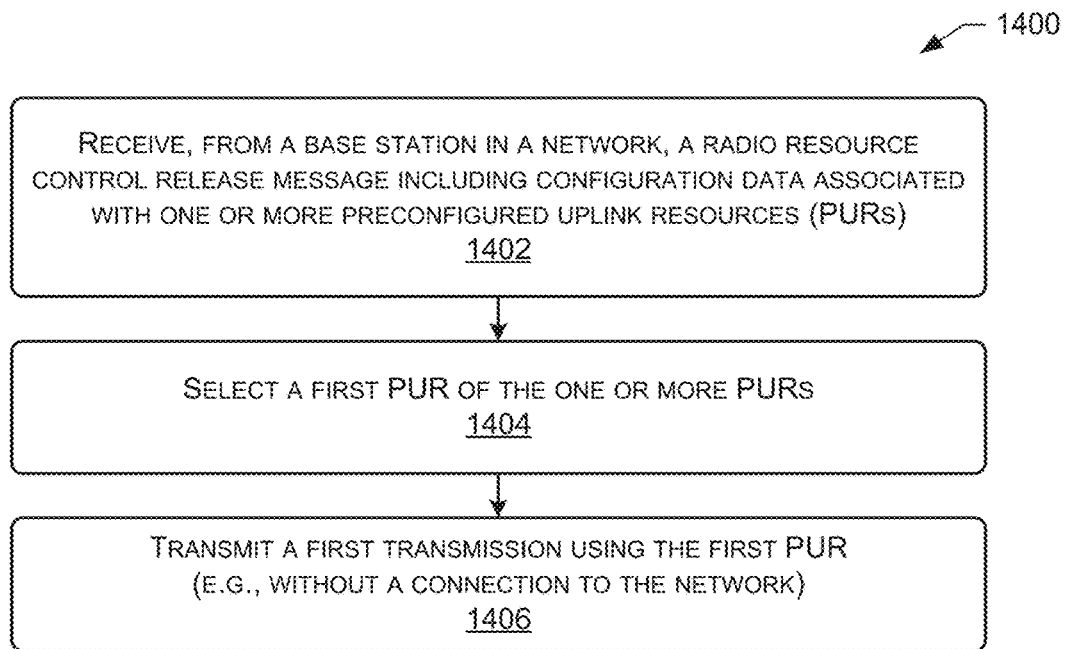 1400
RECEIVE, FROM A BASE STATION IN A NETWORK, A RADIO RESOURCE
CONTROL RELEASE MESSAGE INCLUDING CONFIGURATION DATA ASSOCIATED
WITH ONE OR MORE PRECONFIGURED UPLINK RESOURCES (PURS)
1402
SELECT A FIRST PUR OF THE ONE OR MORE PURS
1404
TRANSMIT A FIRST TRANSMISSION USING THE FIRST PUR
(E.G., WITHOUT A CONNECTION TO THE NETWORK)
1406